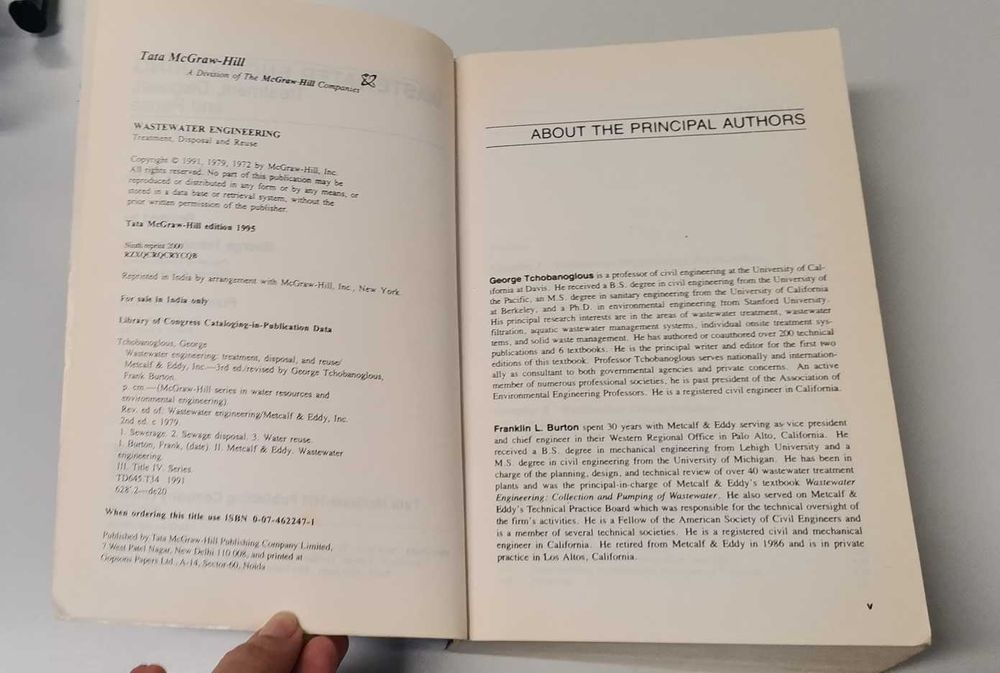 Tata McGraw-Hill
A Division of The McGraw-Hill Companies
WASTEWATER ENGINEERING
Treatment, Disposal and Reuse
Copyright © 1991, 1979, 1972 by McGraw-Hill, Inc.
All rights reserved. No part of this publication may be
reproduced or distributed in any form or by any means, or
stored in a data base or retrieval system, without the
prior written permission of the publisher.
Tata McGraw-Hill edition 1995
Ninth reprint 2000
RZXQCRQCRYCQB
Reprinted in India by arrangement with McGraw-Hill, Inc., New York.
For sale in India only
Library of Congress Cataloging-in-Publication Data
Tchobanoglous, George
Wastewater engineering: treatment, disposal, and reuse/
Metcalf & Eddy, Inc.—3rd ed./revised by George Tchobanoglous,
Frank Burton.
p. cm.—(McGraw-Hill series in water resources and
environmental engineering)
Rev. ed of: Wastewater engineering/Metcalf & Eddy, Inc.
2nd ed. c 1979.
1. Sewerage. 2. Sewage disposal. 3. Water reuse.
I. Burton, Frank, (date). II. Metcalf & Eddy. Wastewater
engineering.
III. Title IV. Series.
TD645.T34 1991
628'.2—dc20
When ordering this title use ISBN 0-07-462247-1
Published by Tata McGraw-Hill Publishing Company Limited,
7 West Patel Nagar, New Delhi 110 008, and printed at
Gopsons Papers Ltd., A-14, Sector-60, Noida
ABOUT THE PRINCIPAL AUTHORS
George Tchobanoglous is a professor of civil engineering at the University of Cal-
ifornia at Davis. He received a B.S. degree in civil engineering from the University of
the Pacific, an M.S. degree in sanitary engineering from the University of California
at Berkeley, and a Ph.D. in environmental engineering from Stanford University.
His principal research interests are in the areas of wastewater treatment, wastewater
filtration, aquatic wastewater management systems, individual onsite treatment sys-
tems, and solid waste management. He has authored or coauthored over 200 technical
publications and 6 textbooks. He is the principal writer and editor for the first two
editions of this textbook. Professor Tchobanoglous serves nationally and internation-
ally as consultant to both governmental agencies and private concerns. An active
member of numerous professional societies, he is past president of the Association of
Environmental Engineering Professors. He is a registered civil engineer in California.
Franklin L. Burton spent 30 years with Metcalf & Eddy serving as vice president
and chief engineer in their Western Regional Office in Palo Alto, California. He
received a B.S. degree in mechanical engineering from Lehigh University and a
M.S. degree in civil engineering from the University of Michigan. He has been in
charge of the planning, design, and technical review of over 40 wastewater treatment
plants and was the principal-in-charge of Metcalf & Eddy's textbook Wastewater
Engineering: Collection and Pumping of Wastewater. He also served on Metcalf &
Eddy's Technical Practice Board which was responsible for the technical oversight of
the firm's activities. He is a Fellow of the American Society of Civil Engineers and
is a member of several technical societies. He is a registered civil and mechanical
engineer in California. He retired from Metcalf & Eddy in 1986 and is in private
practice in Los Altos, California.
v